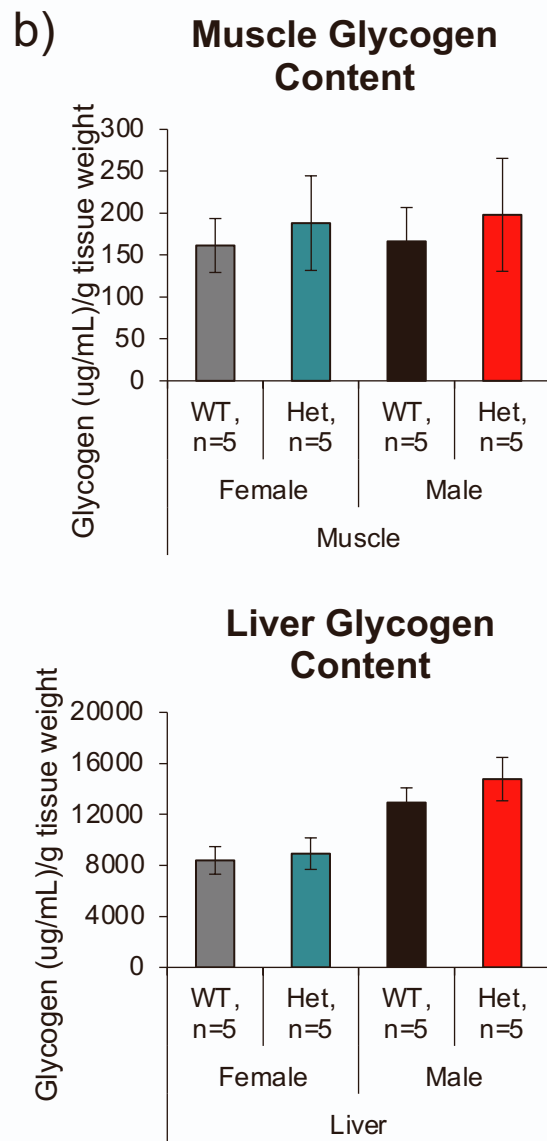 b)
Muscle Glycogen
Content
Glycogen (ug/mL)/g tissue weight
300
250
200
150
100
50
0
WT, Het, WT, Het,
n=5 n=5 n=5 n=5
Female Male
Muscle
Liver Glycogen
Content
Glycogen (ug/mL)/g tissue weight
20000
16000
12000
8000
4000
0
WT, Het, WT, Het,
n=5 n=5 n=5 n=5
Female Male
Liver